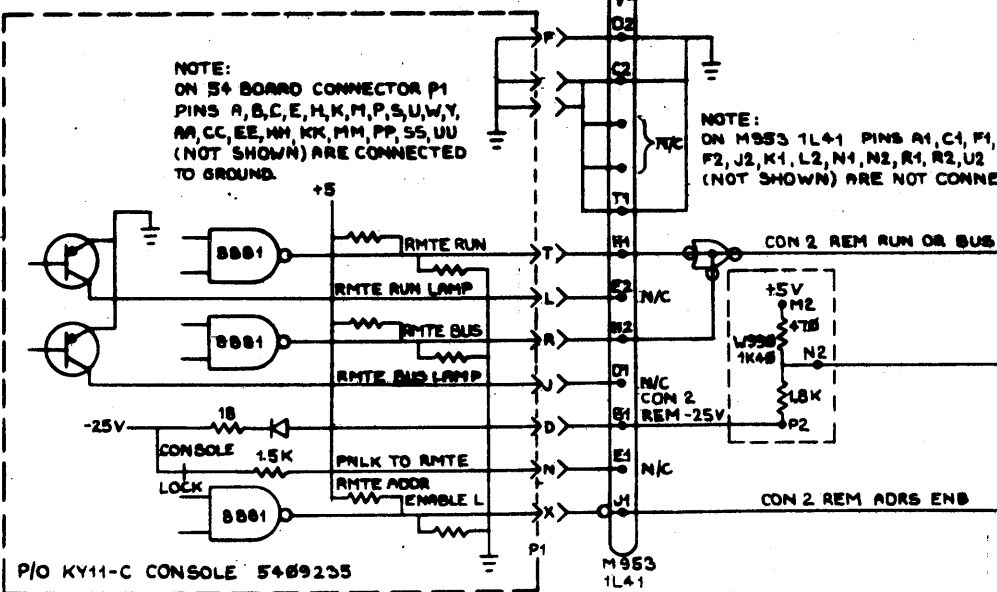 NOTE:
ON 54 BOARD CONNECTOR P1
PINS A,B,C,E,H,K,M,P,S,U,W,Y,
AA,CC,EE,HH,KK,MM,PP,SS,UU
(NOT SHOWN) ARE CONNECTED
TO GROUND.
F
D2
C2
N/C
T1
NOTE:
ON M953 1L41 PINS A1,C1,F1,
F2,J2,K1,L2,N1,N2,R1,R2,U2
(NOT SHOWN) ARE NOT CONNE
+5
8881
RMTE RUN
T
H1
CON 2 REM RUN OR BUS
RMTE RUN LAMP
L
E2
N/C
8881
RMTE BUS
R
H2
RMTE BUS LAMP
J
D1
N/C
+5V
M2
470
W990
1K40
N2
1.8K
P2
CON 2
REM -25V
-25V
18
D
B1
CONSOLE
LOCK
1.5K
PNLK TO RMTE
N
E1
N/C
RMTE ADDR
ENABLE L
8881
X
J1
CON 2 REM ADRS ENB
P1
P/O KY11-C CONSOLE 5409235
M953
1L41